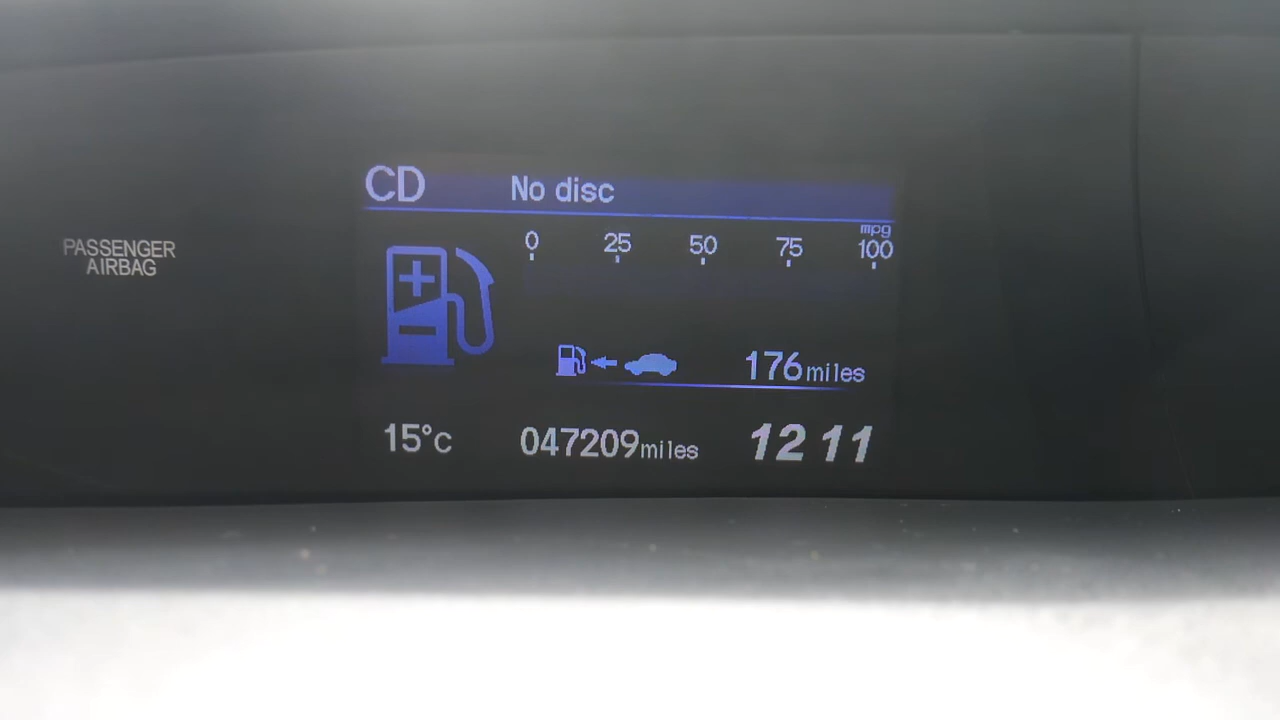 CD No disc
mpg
0 25 50 75 100
PASSENGER
AIRBAG
176 miles
15°C 047209 miles 12 11